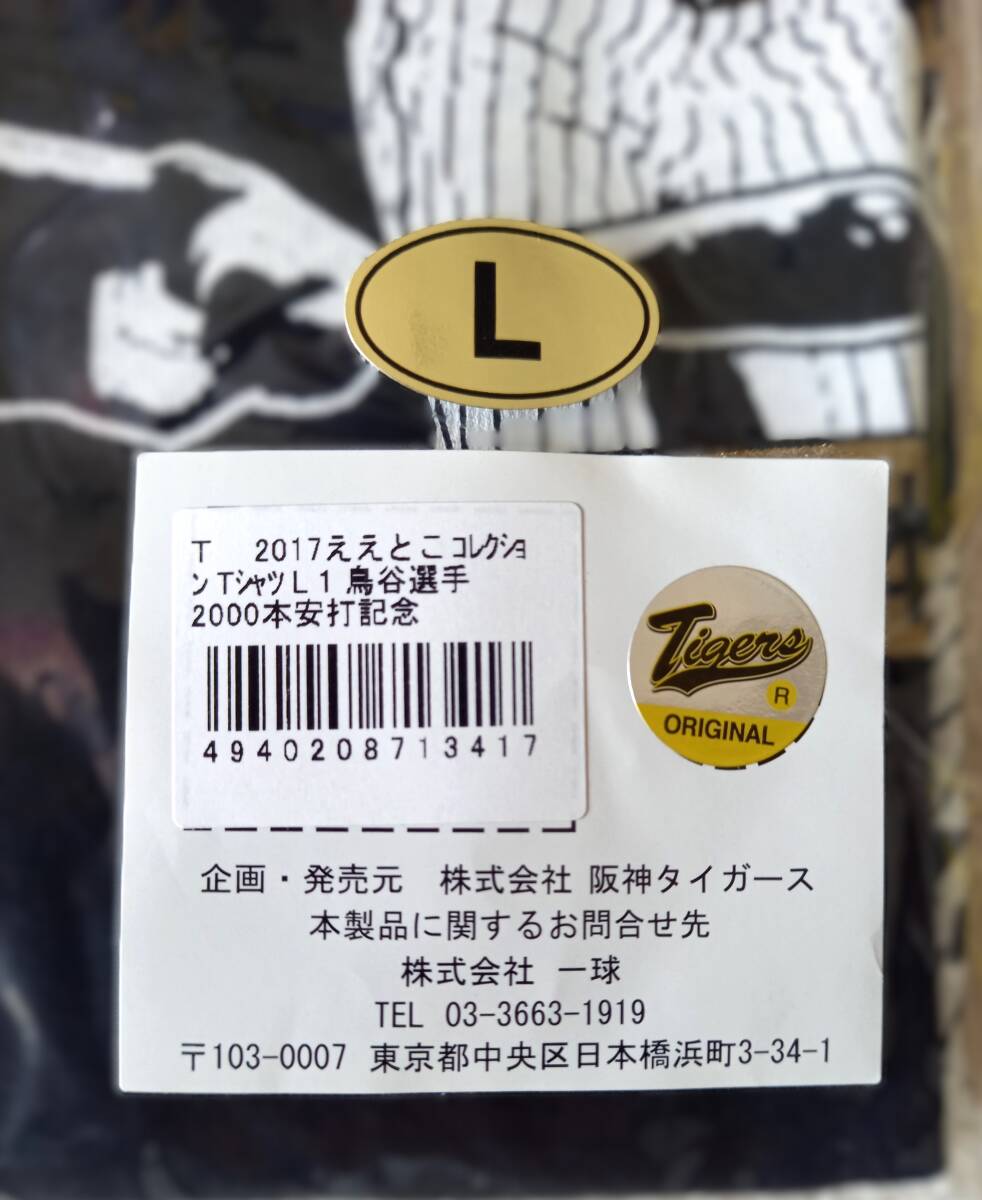 L
T 2017ええとこｺﾚｸｼｮ
ﾝTｼｬﾂL1鳥谷選手
2000本安打記念
4940208713417
Tigers
R
ORIGINAL
企画・発売元 株式会社 阪神タイガース
本製品に関するお問合せ先
株式会社 一球
TEL 03-3663-1919
〒103-0007 東京都中央区日本橋浜町3-34-1